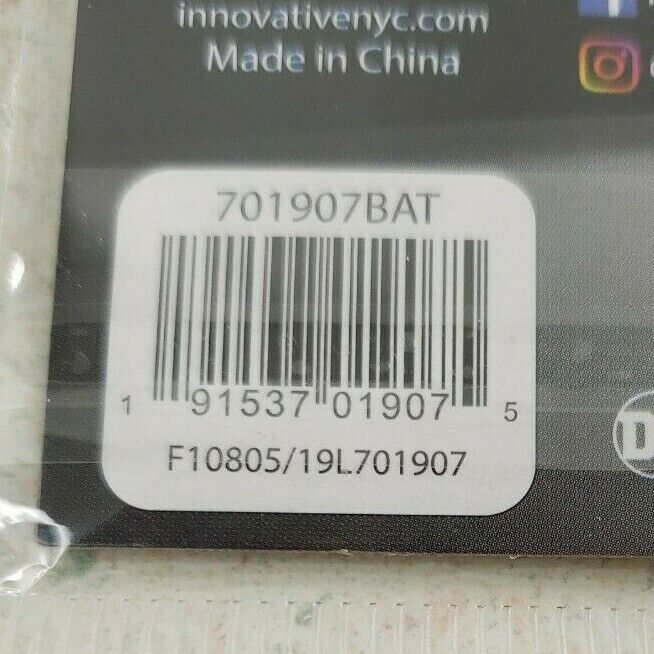 innovativenyc.com
Made in China
701907BAT
1 91537 01907 5
F10805/19L701907
D